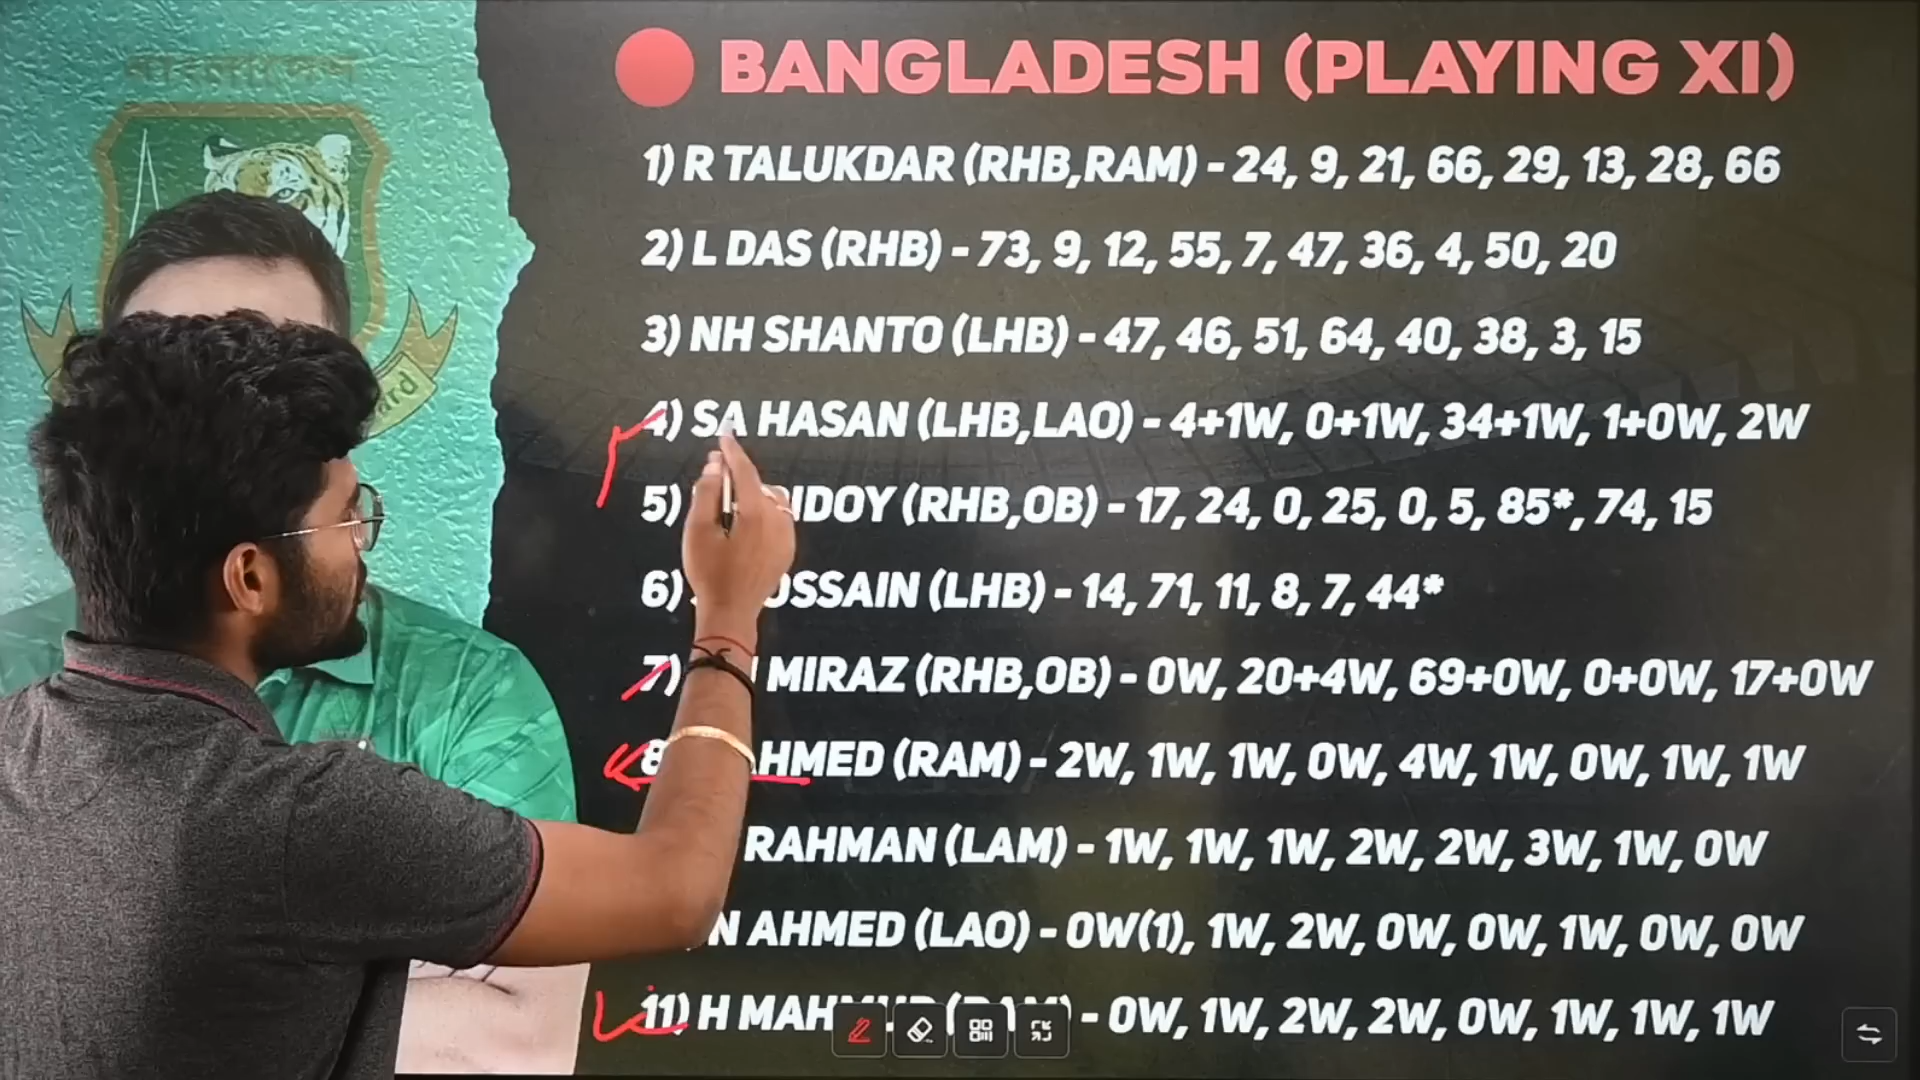 বাংলাদেশ
BANGLADESH (PLAYING XI)
1) R TALUKDAR (RHB,RAM) - 24, 9, 21, 66, 29, 13, 28, 66
2) L DAS (RHB) - 73, 9, 12, 55, 7, 47, 36, 4, 50, 20
3) NH SHANTO (LHB) - 47, 46, 51, 64, 40, 38, 3, 15
ard
4) SA HASAN (LHB,LAO) - 4+1W, 0+1W, 34+1W, 1+0W, 2W
5) IDOY (RHB,OB) - 17, 24, 0, 25, 0, 5, 85*, 74, 15
6) OSSAIN (LHB) - 14, 71, 11, 8, 7, 44*
7) MIRAZ (RHB,OB) - 0W, 20+4W, 69+0W, 0+0W, 17+0W
8 AHMED (RAM) - 2W, 1W, 1W, 0W, 4W, 1W, 0W, 1W, 1W
RAHMAN (LAM) - 1W, 1W, 1W, 2W, 2W, 3W, 1W, 0W
N AHMED (LAO) - 0W(1), 1W, 2W, 0W, 0W, 1W, 0W, 0W
11) H MAH (RAM) - 0W, 1W, 2W, 2W, 0W, 1W, 1W, 1W